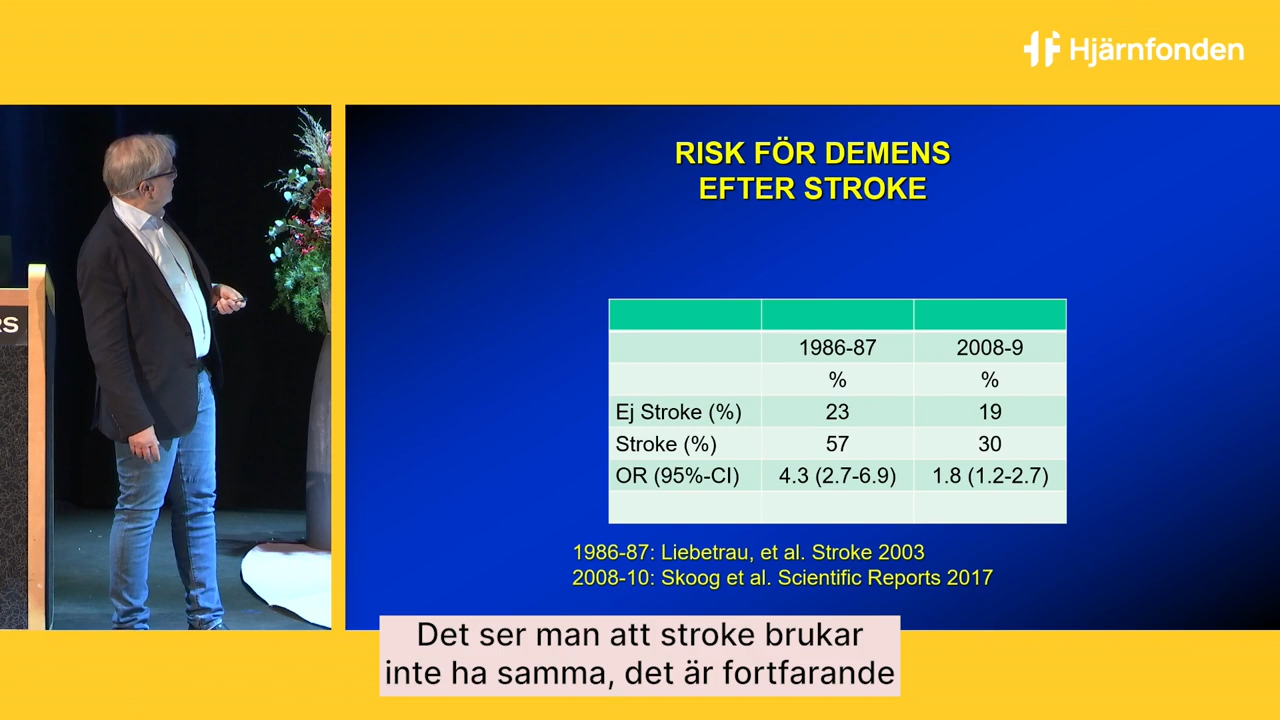 Hjärnfonden
RISK FÖR DEMENS
EFTER STROKE
1986-87 2008-9
% %
Ej Stroke (%) 23 19
Stroke (%) 57 30
OR (95%-CI) 4.3 (2.7-6.9) 1.8 (1.2-2.7)
1986-87: Liebetrau, et al. Stroke 2003
2008-10: Skoog et al. Scientific Reports 2017
RS
Det ser man att stroke brukar
inte ha samma, det är fortfarande